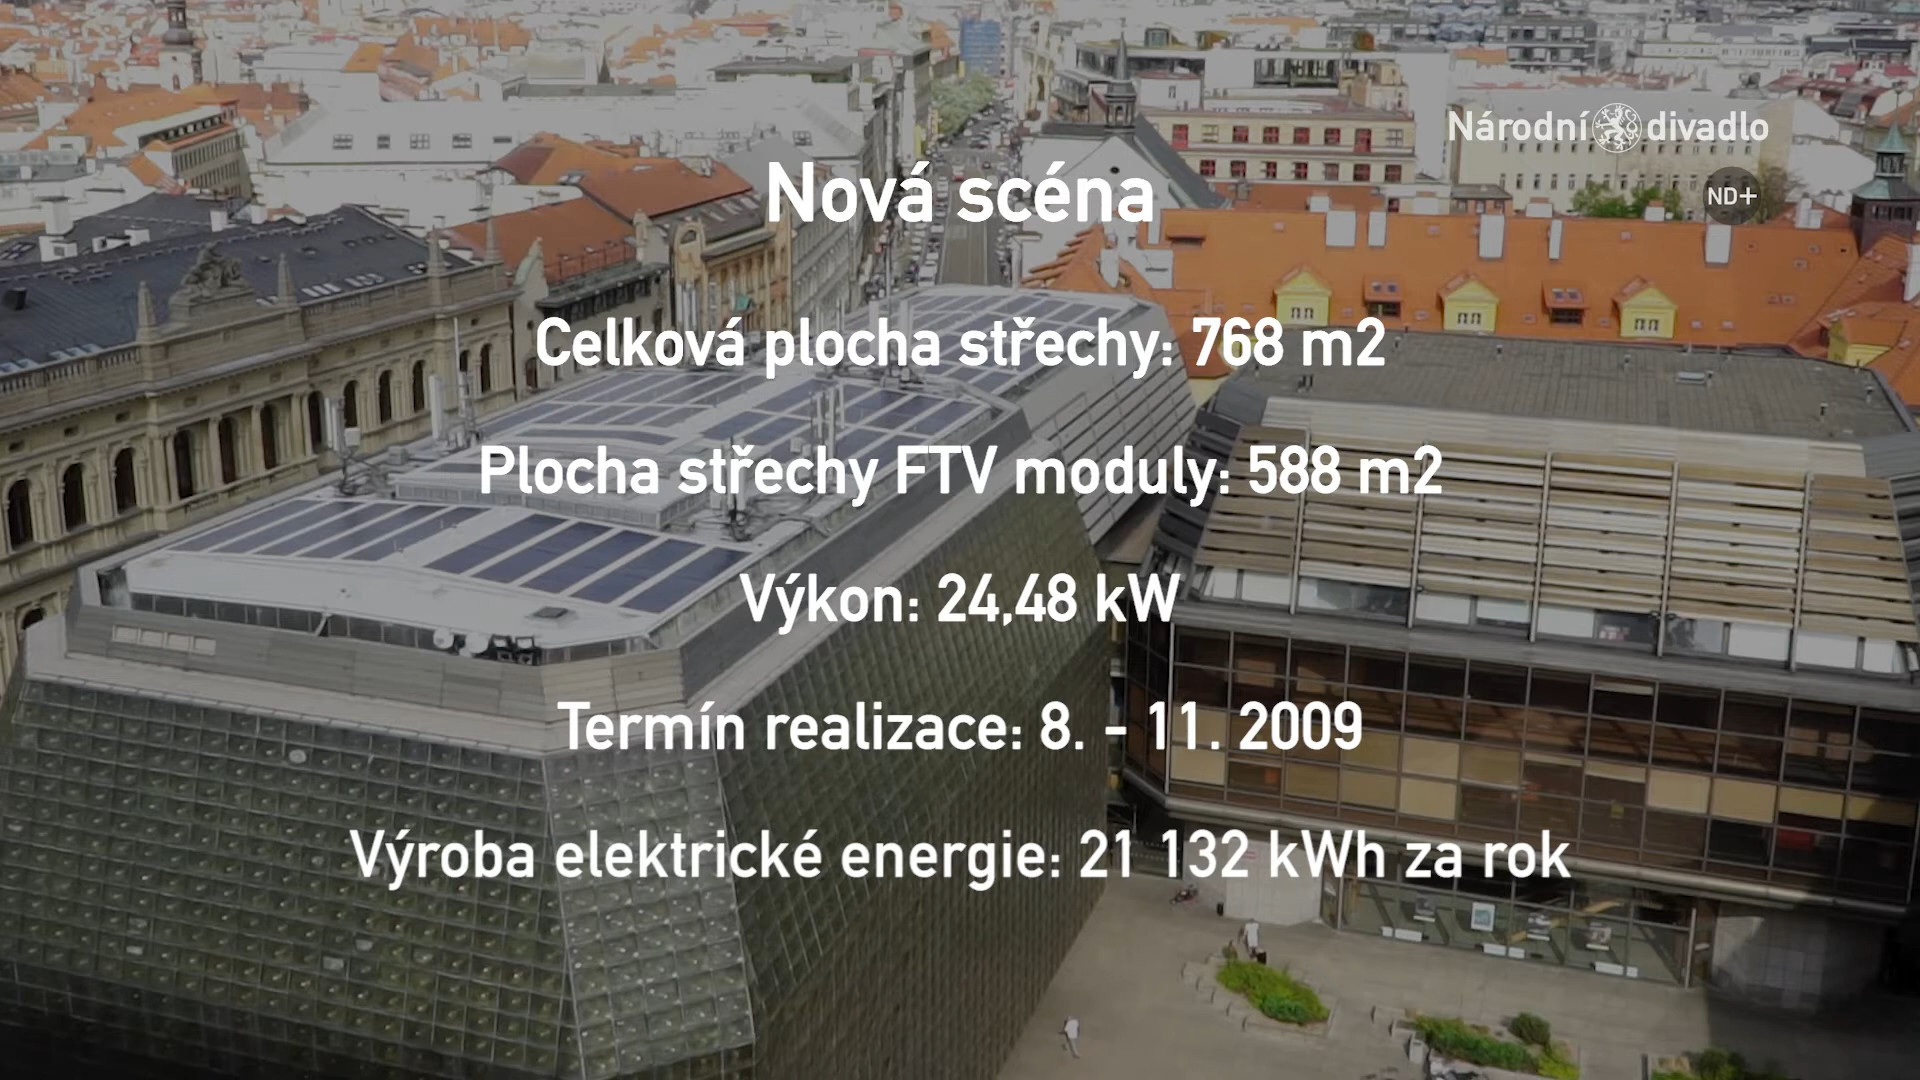 Národní divadlo
ND+
Nová scéna
Celková plocha střechy: 768 m2
Plocha střechy FTV moduly: 588 m2
Výkon: 24,48 kW
Termín realizace: 8. - 11. 2009
Výroba elektrické energie: 21 132 kWh za rok